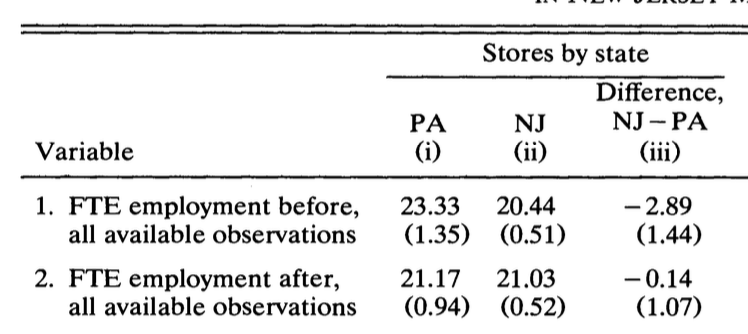 Stores by state
Difference,
PA NJ NJ − PA
Variable (i) (ii) (iii)
1. FTE employment before, 23.33 20.44 −2.89
all available observations (1.35) (0.51) (1.44)
2. FTE employment after, 21.17 21.03 −0.14
all available observations (0.94) (0.52) (1.07)